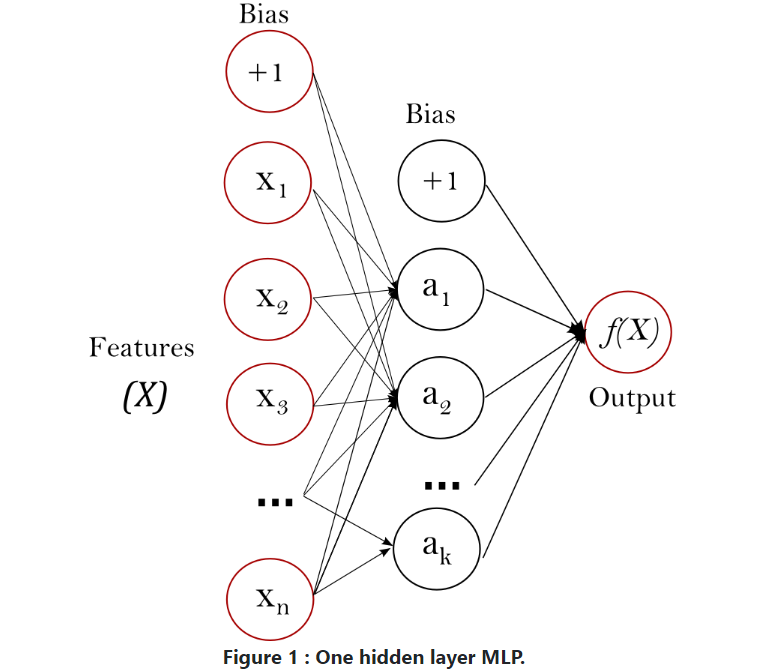 Bias
+1
x1
x2
x3
...
xn
Features
(X)
Bias
+1
a1
a2
...
ak
f(X)
Output
Figure 1 : One hidden layer MLP.